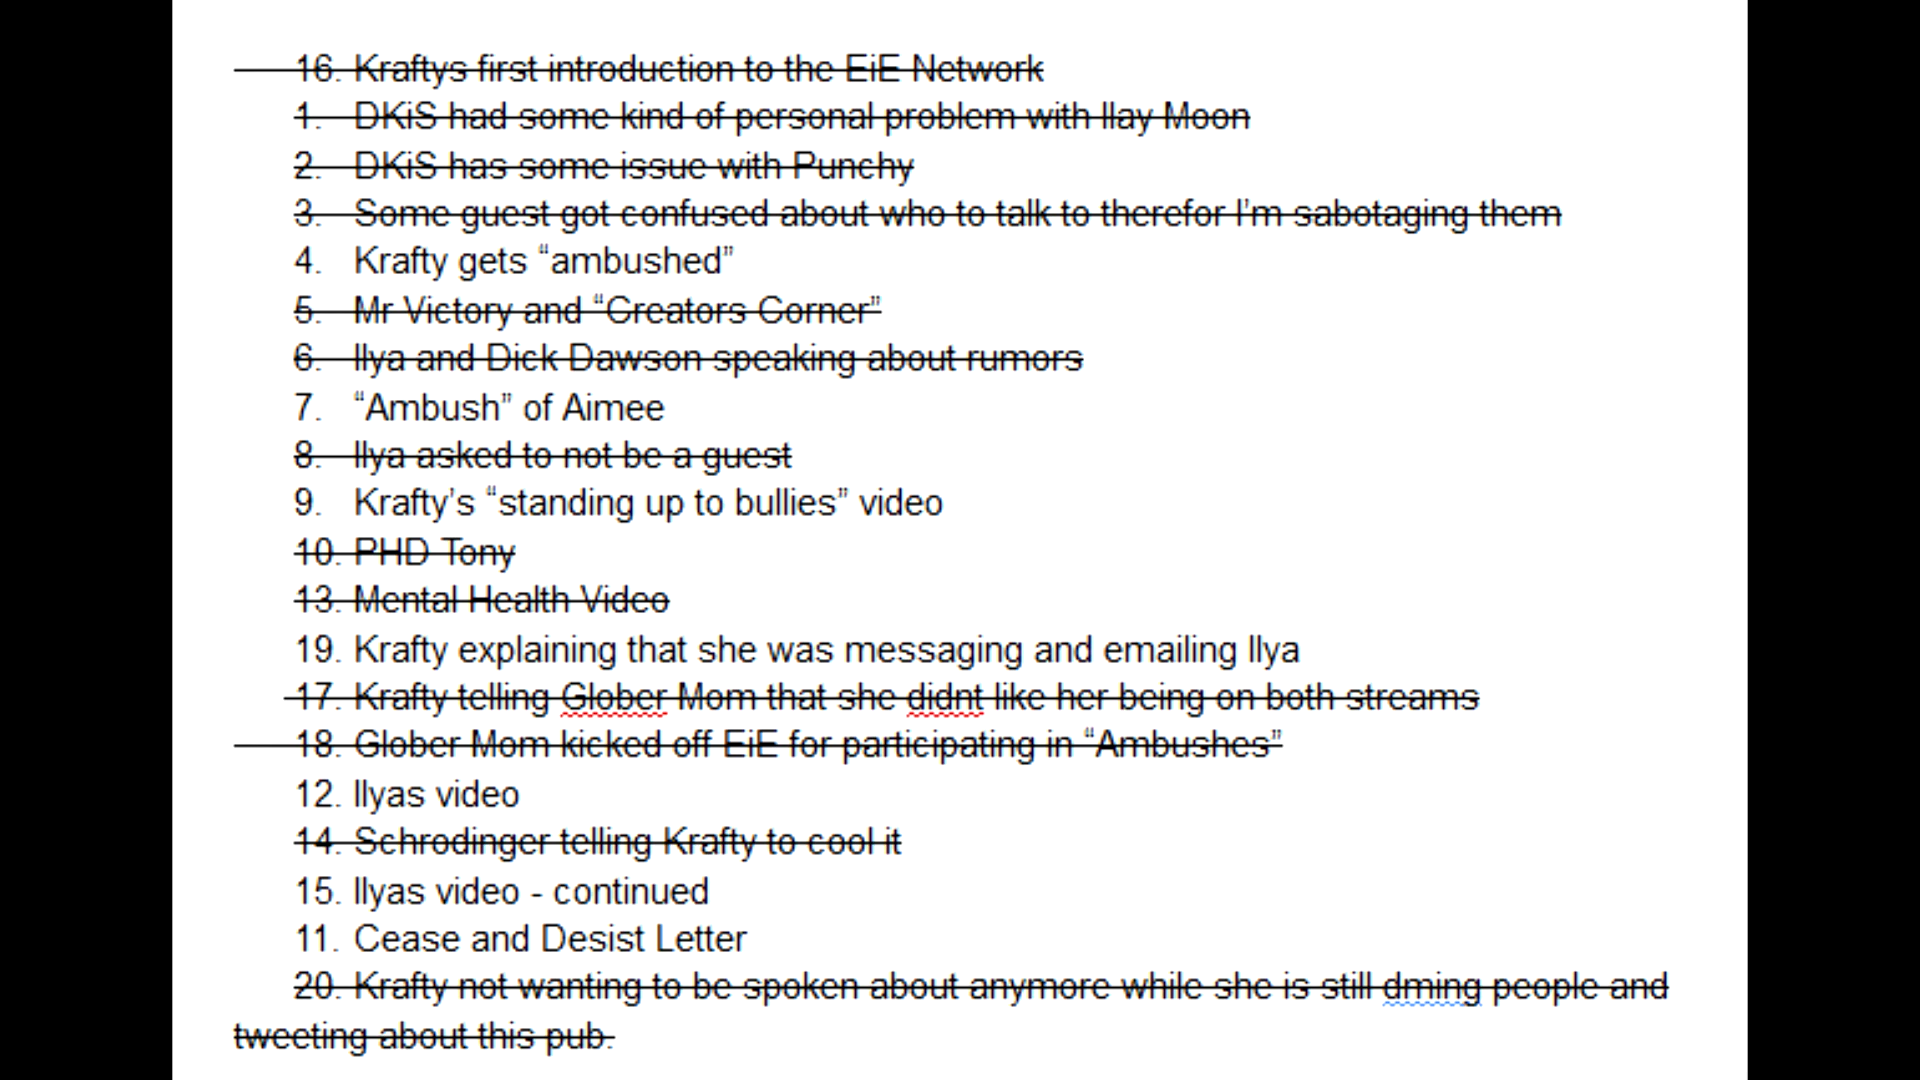 16. Kraftys first introduction to the EiE Network
1. DKiS had some kind of personal problem with Ilay Moon
2. DKiS has some issue with Punchy
3. Some guest got confused about who to talk to therefor I’m sabotaging them
4. Krafty gets “ambushed”
5. Mr Victory and “Creators Corner”
6. Ilya and Dick Dawson speaking about rumors
7. “Ambush” of Aimee
8. Ilya asked to not be a guest
9. Krafty’s “standing up to bullies” video
10. PHD Tony
13. Mental Health Video
19. Krafty explaining that she was messaging and emailing Ilya
17. Krafty telling Glober Mom that she didnt like her being on both streams
18. Glober Mom kicked off EiE for participating in “Ambushes”
12. Ilyas video
14. Schrodinger telling Krafty to cool it
15. Ilyas video - continued
11. Cease and Desist Letter
20. Krafty not wanting to be spoken about anymore while she is still dming people and
tweeting about this pub.